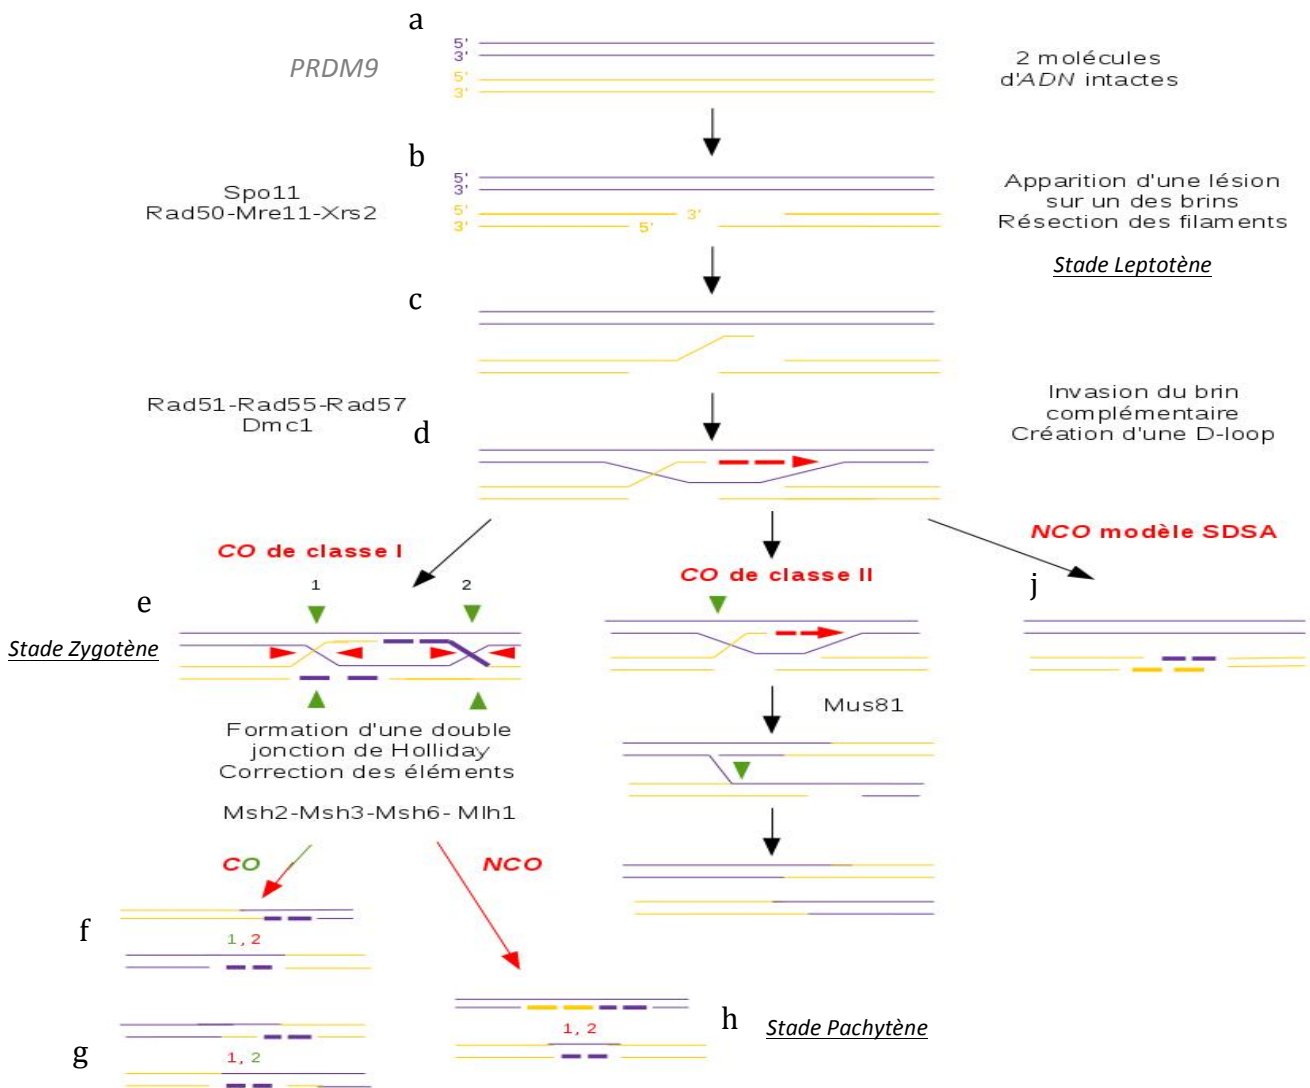 a
5'
3'
PRDM9
5'
3'
2 molécules
d'ADN intactes
b
5'
3'
Spo11
Rad50-Mre11-Xrs2
5'
3'
3'
5'
Apparition d'une lésion
sur un des brins
Résection des filaments
Stade Leptotène
c
Rad51-Rad55-Rad57
Dmc1
Invasion du brin
complémentaire
Création d'une D-loop
d
CO de classe I
CO de classe II
NCO modèle SDSA
1
2
e
j
Stade Zygotène
Formation d'une double
jonction de Holliday
Correction des éléments
Msh2-Msh3-Msh6- Mlh1
Mus81
CO
NCO
f
1, 2
g
1, 2
1, 2
h
Stade Pachytène